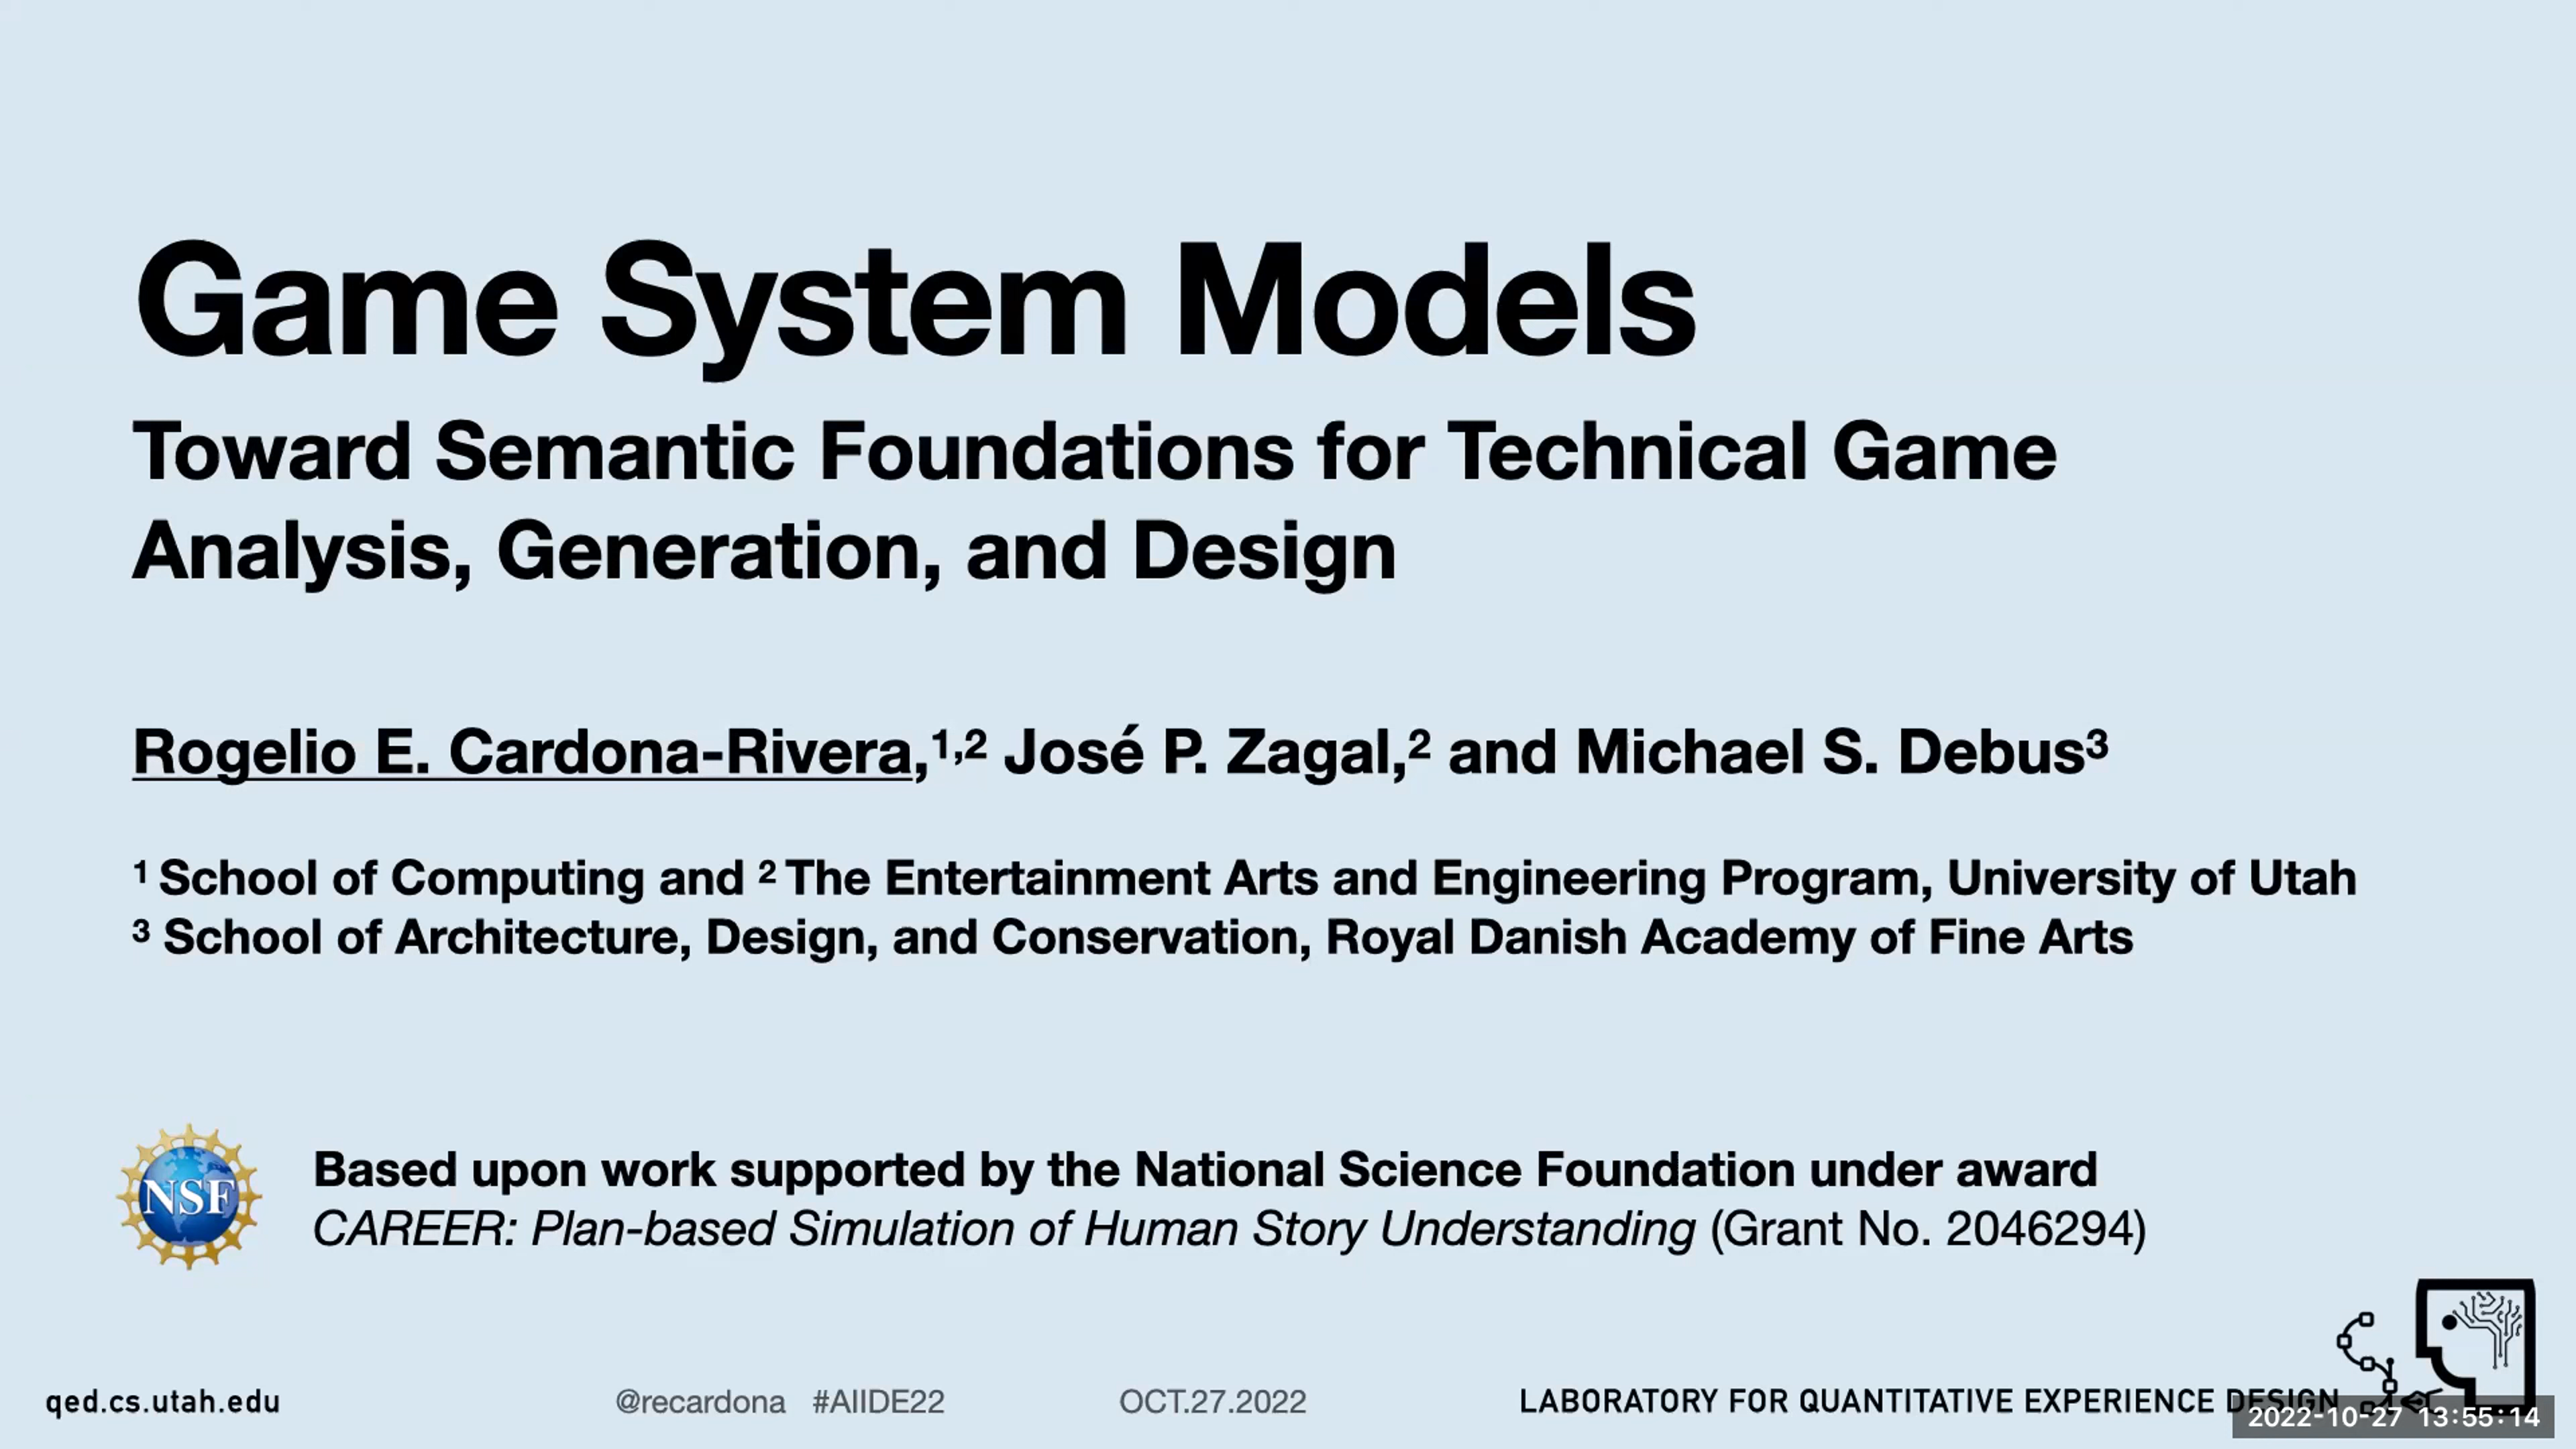 Game System Models
Toward Semantic Foundations for Technical Game
Analysis, Generation, and Design
Rogelio E. Cardona-Rivera,¹,² José P. Zagal,² and Michael S. Debus³
¹ School of Computing and ² The Entertainment Arts and Engineering Program, University of Utah
³ School of Architecture, Design, and Conservation, Royal Danish Academy of Fine Arts
NSF
Based upon work supported by the National Science Foundation under award
CAREER: Plan-based Simulation of Human Story Understanding (Grant No. 2046294)
qed.cs.utah.edu
@recardona #AIIDE22
OCT.27.2022
LABORATORY FOR QUANTITATIVE EXPERIENCE DESIGN
2022-10-27 13:55:14